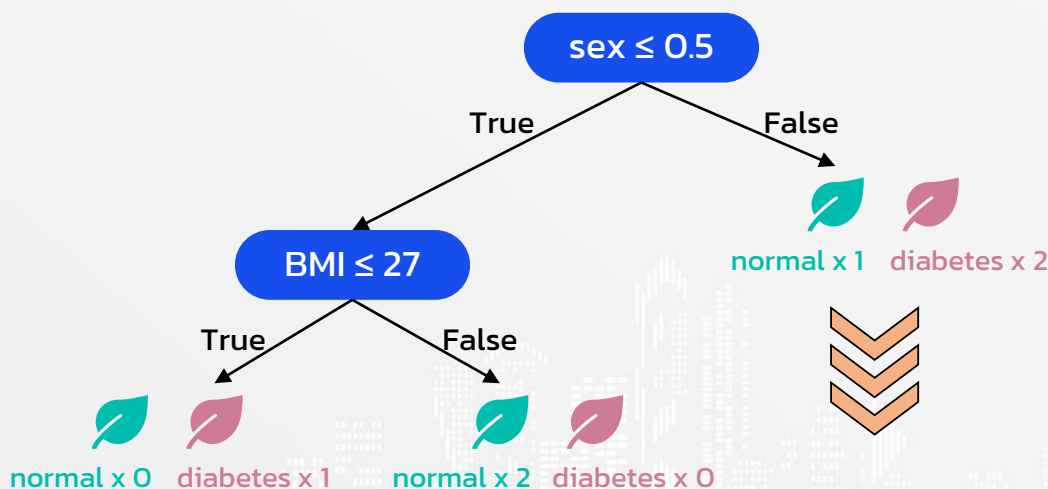 sex ≤ 0.5
True
False
normal x 1
diabetes x 2
BMI ≤ 27
True
False
normal x 0
diabetes x 1
normal x 2
diabetes x 0